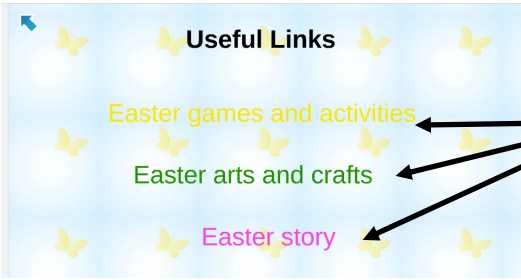 Useful Links
Easter games and activities
Easter arts and crafts
Easter story